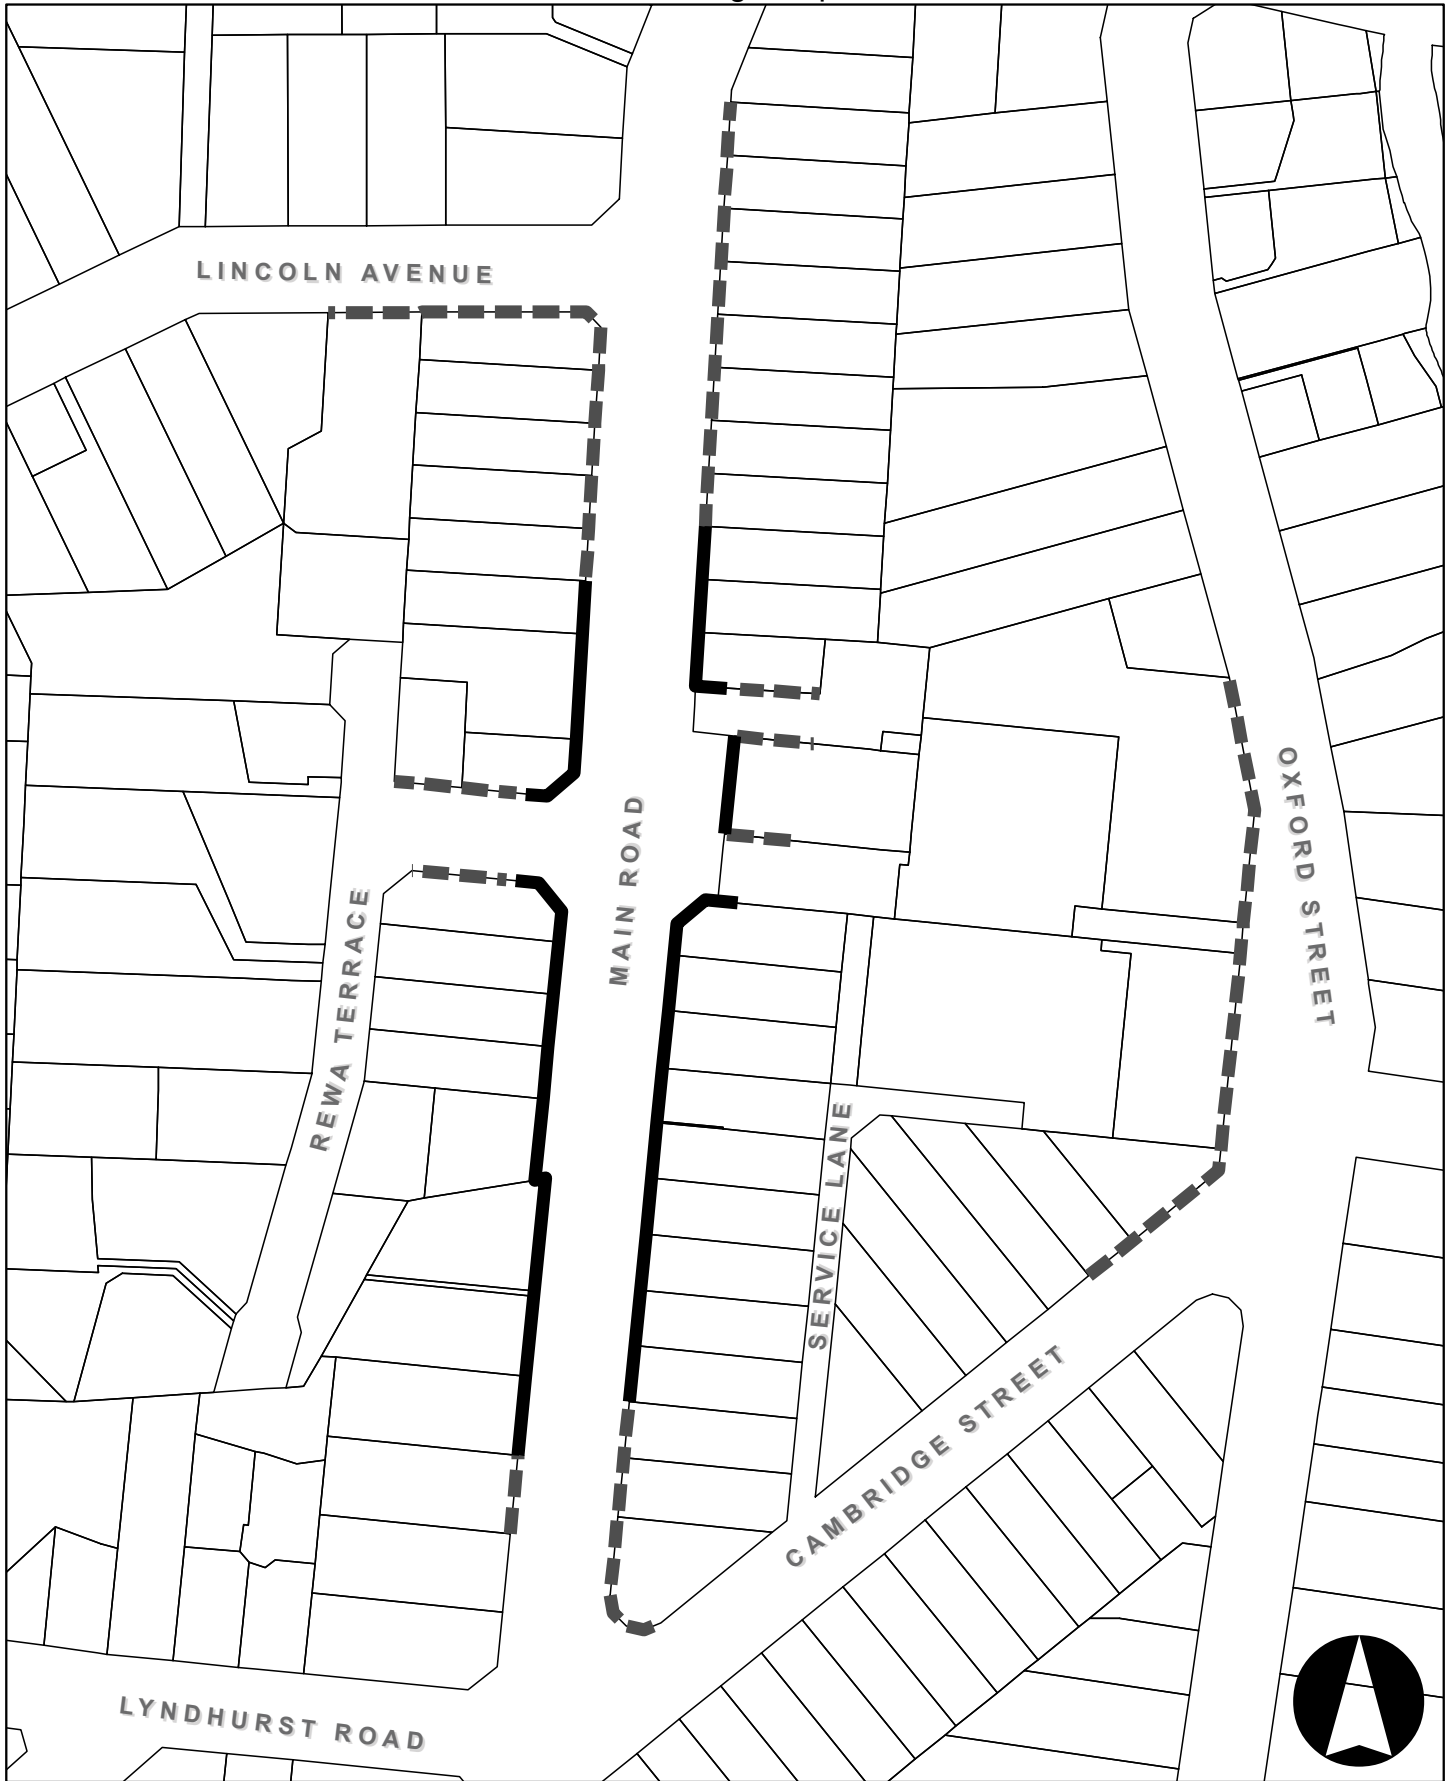 LINCOLN AVENUE
OXFORD STREET
MAIN ROAD
REWA TERRACE
SERVICE LANE
CAMBRIDGE STREET
LYNDHURST ROAD